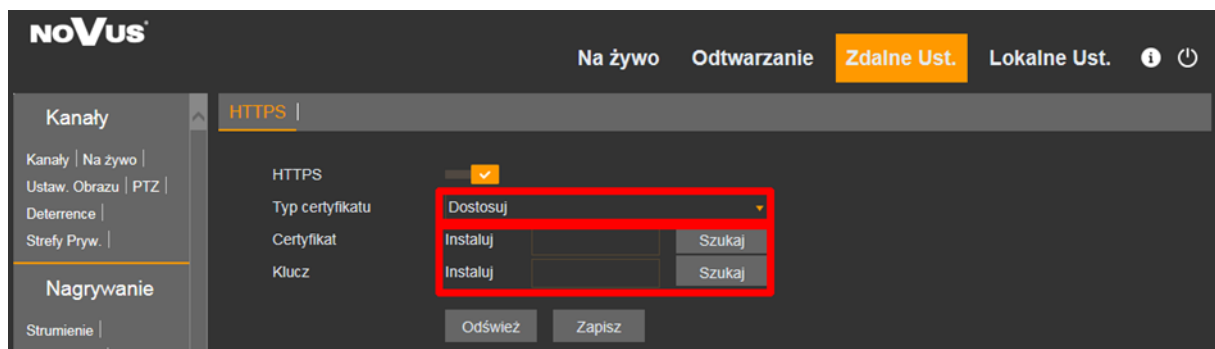 NOVUS
Na żywo Odtwarzanie Zdalne Ust. Lokalne Ust.
Kanały
Kanały | Na żywo |
Ustaw. Obrazu | PTZ |
Deterrence |
Strefy Pryw. |
Nagrywanie
Strumienie |
HTTPS |
HTTPS
Typ certyfikatu Dostosuj
Certyfikat Instaluj Szukaj
Klucz Instaluj Szukaj
Odśwież Zapisz